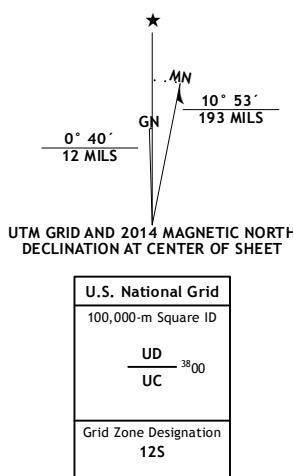 MN
GN
10° 53´
193 MILS
0° 40´
12 MILS
UTM GRID AND 2014 MAGNETIC NORTH
DECLINATION AT CENTER OF SHEET
U.S. National Grid
100,000-m Square ID
UD
3800
UC
Grid Zone Designation
12S